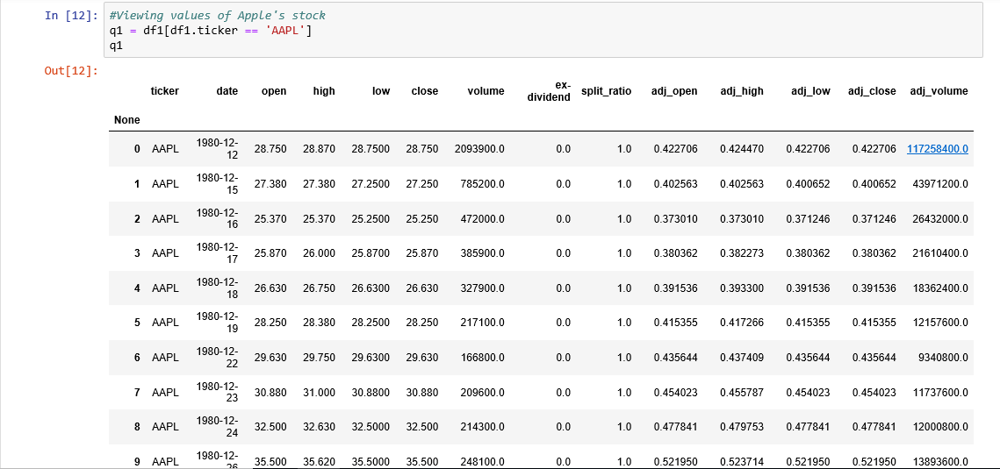 In [12]: #Viewing values of Apple's stock
q1 = df1[df1.ticker == 'AAPL']
q1
Out[12]:
ticker date open high low close volume ex-dividend split_ratio adj_open adj_high adj_low adj_close adj_volume
None
0 AAPL 1980-12-12 28.750 28.870 28.7500 28.750 2093900.0 0.0 1.0 0.422706 0.424470 0.422706 0.422706 117258400.0
1 AAPL 1980-12-15 27.380 27.380 27.2500 27.250 785200.0 0.0 1.0 0.402563 0.402563 0.400652 0.400652 43971200.0
2 AAPL 1980-12-16 25.370 25.370 25.2500 25.250 472000.0 0.0 1.0 0.373010 0.373010 0.371246 0.371246 26432000.0
3 AAPL 1980-12-17 25.870 26.000 25.8700 25.870 385900.0 0.0 1.0 0.380362 0.382273 0.380362 0.380362 21610400.0
4 AAPL 1980-12-18 26.630 26.750 26.6300 26.630 327900.0 0.0 1.0 0.391536 0.393300 0.391536 0.391536 18362400.0
5 AAPL 1980-12-19 28.250 28.380 28.2500 28.250 217100.0 0.0 1.0 0.415355 0.417266 0.415355 0.415355 12157600.0
6 AAPL 1980-12-22 29.630 29.750 29.6300 29.630 166800.0 0.0 1.0 0.435644 0.437409 0.435644 0.435644 9340800.0
7 AAPL 1980-12-23 30.880 31.000 30.8800 30.880 209600.0 0.0 1.0 0.454023 0.455787 0.454023 0.454023 11737600.0
8 AAPL 1980-12-24 32.500 32.630 32.5000 32.500 214300.0 0.0 1.0 0.477841 0.479753 0.477841 0.477841 12000800.0
9 AAPL 1980-12-26 35.500 35.620 35.5000 35.500 248100.0 0.0 1.0 0.521950 0.523714 0.521950 0.521950 13893600.0